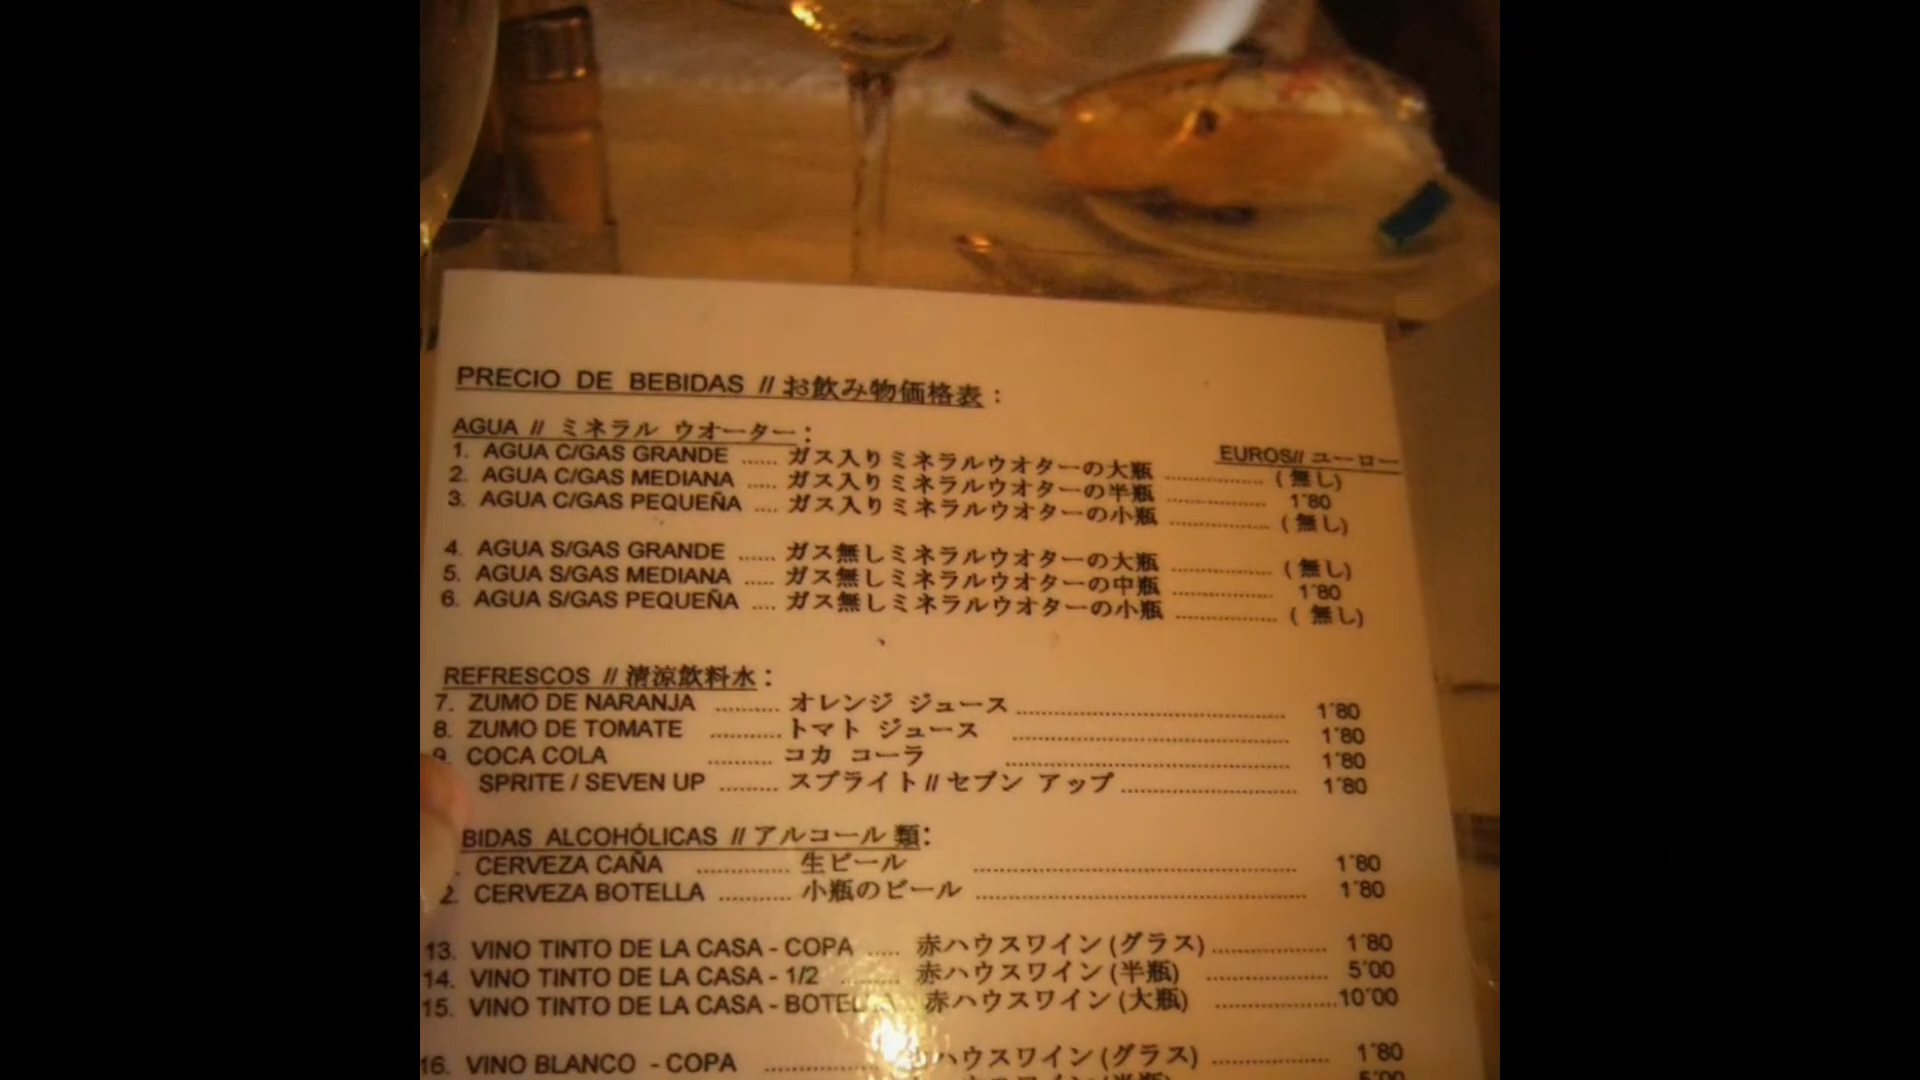 PRECIO DE BEBIDAS // お飲み物価格表 :
AGUA // ミネラル ウオーター :
EUROS// ユーロー
1. AGUA C/GAS GRANDE ...... ガス入りミネラルウオターの大瓶 ............... ( 無し)
2. AGUA C/GAS MEDIANA ..... ガス入りミネラルウオターの半瓶 ............... 1´80
3. AGUA C/GAS PEQUEÑA .... ガス入りミネラルウオターの小瓶 ............... ( 無し)
4. AGUA S/GAS GRANDE ...... ガス無しミネラルウオターの大瓶 ............... ( 無し)
5. AGUA S/GAS MEDIANA ..... ガス無しミネラルウオターの中瓶 ............... 1´80
6. AGUA S/GAS PEQUEÑA .... ガス無しミネラルウオターの小瓶 ............... ( 無し)
REFRESCOS // 清涼飲料水 :
7. ZUMO DE NARANJA .......... オレンジ ジュース ............... 1´80
8. ZUMO DE TOMATE ........... トマト ジュース ............... 1´80
9. COCA COLA .......... コカ コーラ ............... 1´80
SPRITE / SEVEN UP ......... スプライト // セブン アップ ............... 1´80
BIDAS ALCOHÓLICAS // アルコール 類:
CERVEZA CAÑA .............. 生ビール ............... 1´80
2. CERVEZA BOTELLA ........... 小瓶のビール ............... 1´80
13. VINO TINTO DE LA CASA - COPA ..... 赤ハウスワイン (グラス) ............... 1´80
14. VINO TINTO DE LA CASA - 1/2 ......... 赤ハウスワイン (半瓶) ............... 5´00
15. VINO TINTO DE LA CASA - 赤ハウスワイン (大瓶) ............... 10´00
16. VINO BLANCO - COPA ............... ハウスワイン (グラス) ............... 1´80